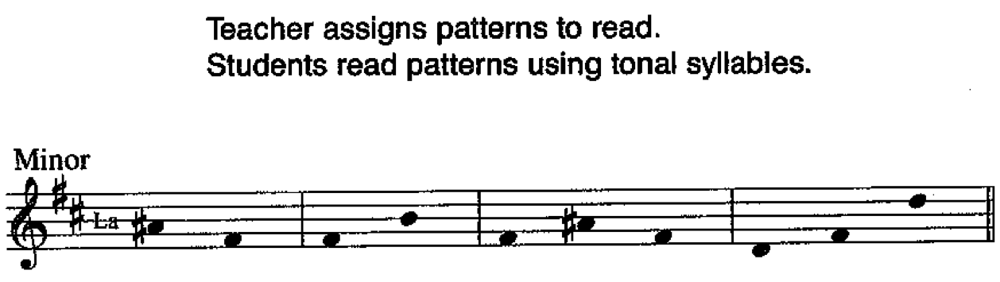 Teacher assigns patterns to read.
Students read patterns using tonal syllables.
Minor
La